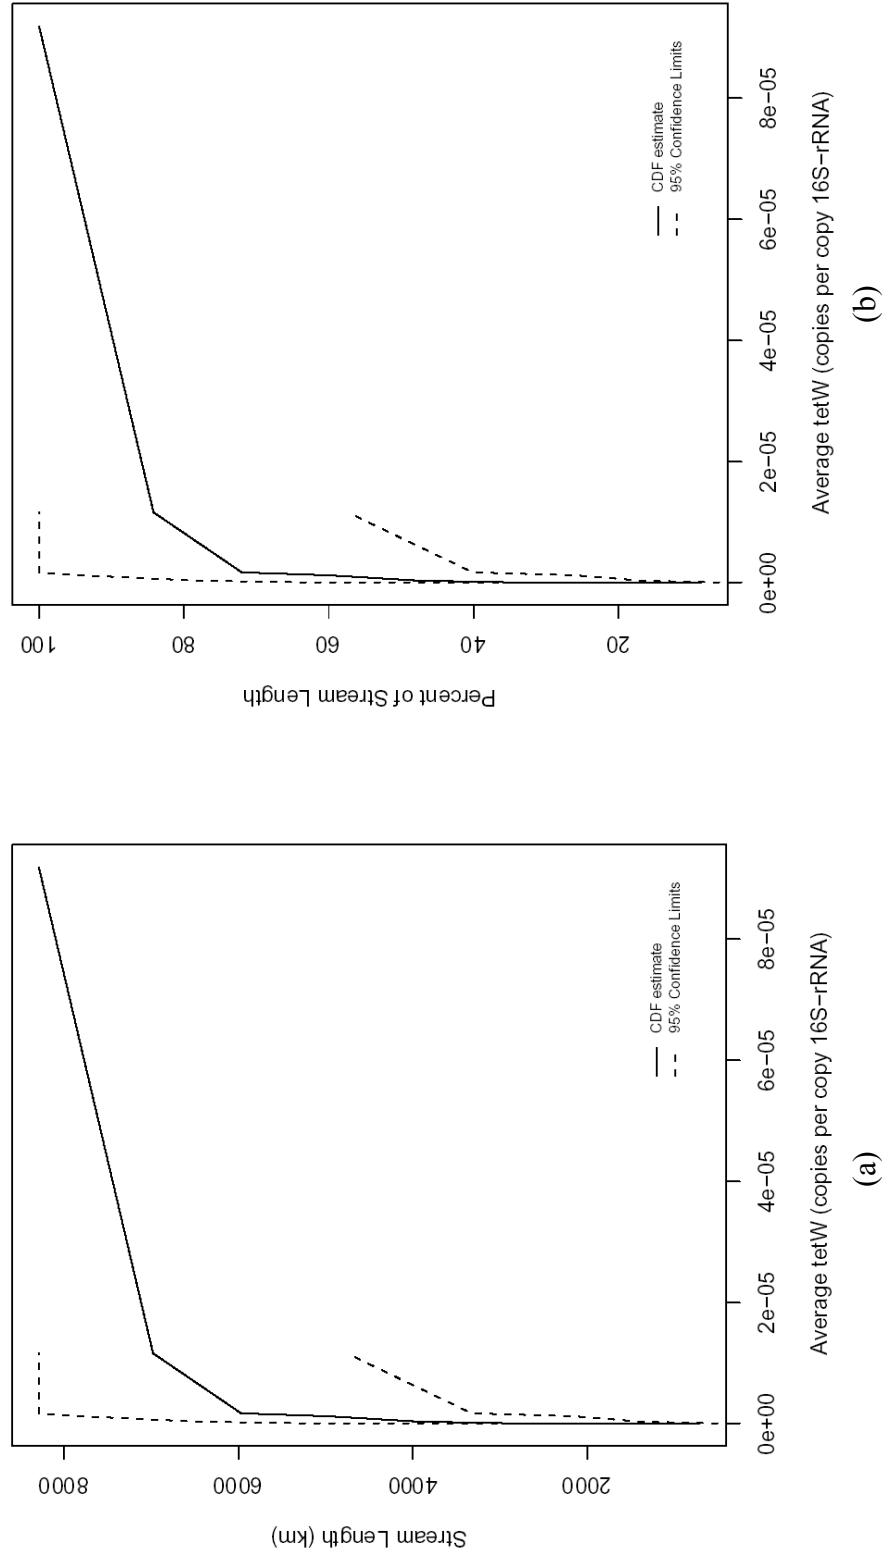 Stream Length (km)
8000
6000
4000
2000
0e+00
2e−05
4e−05
6e−05
8e−05
Average tetW (copies per copy 16S−rRNA)
CDF estimate
95% Confidence Limits
(a)
Percent of Stream Length
100
80
60
40
20
0e+00
2e−05
4e−05
6e−05
8e−05
Average tetW (copies per copy 16S−rRNA)
CDF estimate
95% Confidence Limits
(b)